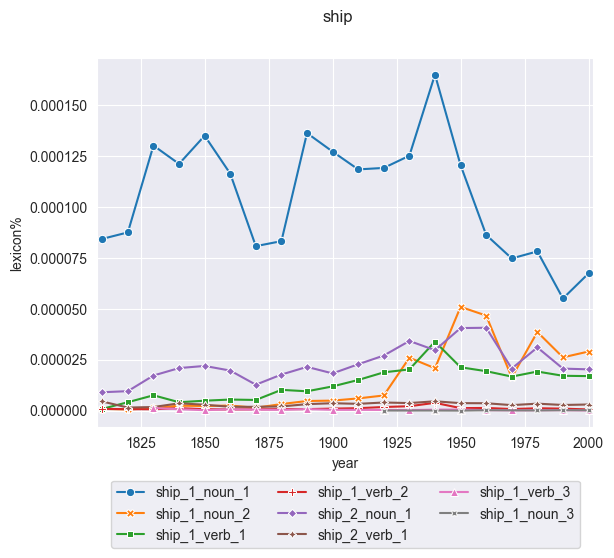 ship
0.000150
0.000125
0.000100
0.000075
0.000050
0.000025
0.000000
lexicon%
1825 1850 1875 1900 1925 1950 1975 2000
year
ship_1_noun_1 ship_1_verb_2 ship_1_verb_3
ship_1_noun_2 ship_2_noun_1 ship_1_noun_3
ship_1_verb_1 ship_2_verb_1